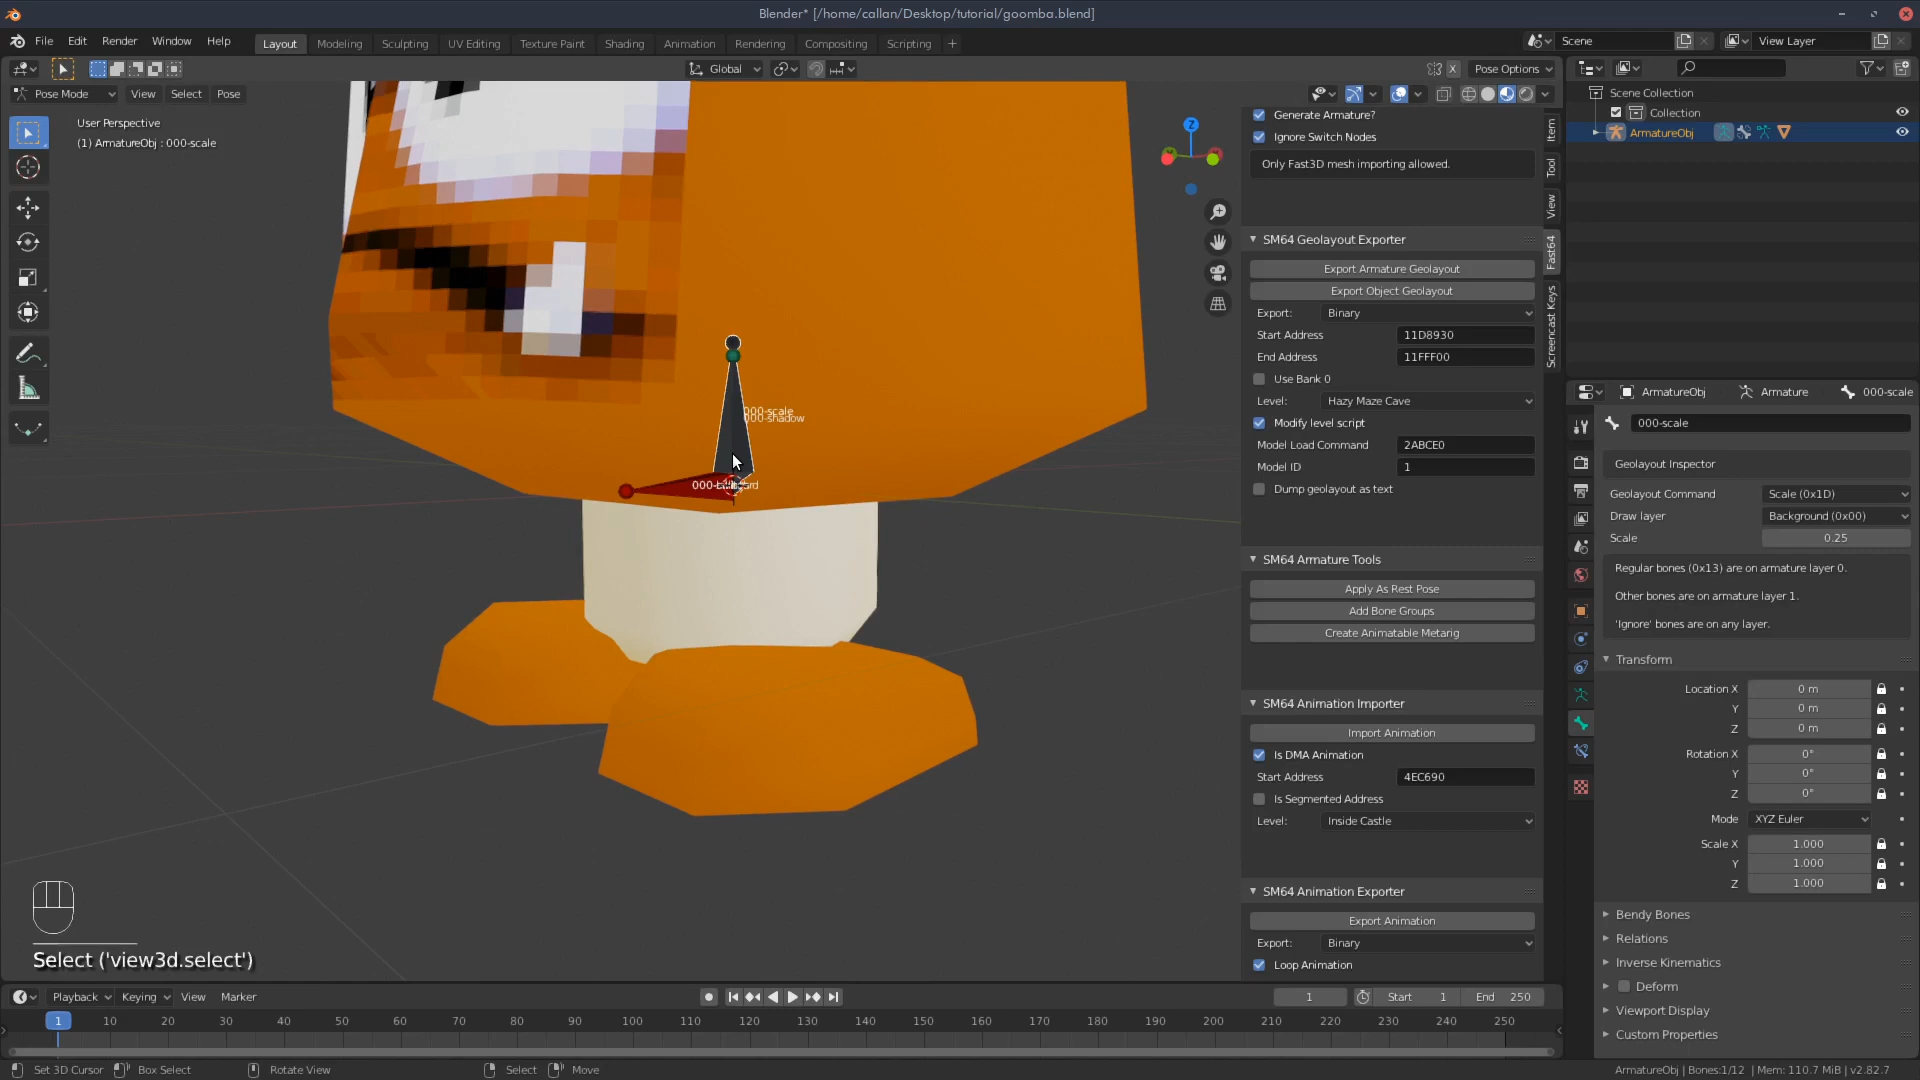 Blender* [/home/callan/Desktop/tutorial/goomba.blend]
File Edit Render Window Help
Layout Modeling Sculpting UV Editing Texture Paint Shading Animation Rendering Compositing Scripting +
Scene
View Layer
Global
X Pose Options
Pose Mode View Select Pose
User Perspective
(1) ArmatureObj : 000-scale
Z
000-scale
000-shadow
Select ('view3d.select')
Generate Armature?
Ignore Switch Nodes
Only Fast3D mesh importing allowed.
SM64 Geolayout Exporter
Export Armature Geolayout
Export Object Geolayout
Export: Binary
Start Address 11D8930
End Address 11FFF00
Use Bank 0
Level: Hazy Maze Cave
Modify level script
Model Load Command 2ABCE0
Model ID 1
Dump geolayout as text
SM64 Armature Tools
Apply As Rest Pose
Add Bone Groups
Create Animatable Metarig
SM64 Animation Importer
Import Animation
Is DMA Animation
Start Address 4EC690
Is Segmented Address
Level: Inside Castle
SM64 Animation Exporter
Export Animation
Export: Binary
Loop Animation
Item
Tool
View
Fast64
Screencast Keys
Scene Collection
Collection
ArmatureObj
ArmatureObj Armature 000-scale
000-scale
Geolayout Inspector
Geolayout Command Scale (0x1D)
Draw layer Background (0x00)
Scale 0.25
Regular bones (0x13) are on armature layer 0.
Other bones are on armature layer 1.
'Ignore' bones are on any layer.
Transform
Location X 0 m
Y 0 m
Z 0 m
Rotation X 0°
Y 0°
Z 0°
Mode XYZ Euler
Scale X 1.000
Y 1.000
Z 1.000
Bendy Bones
Relations
Inverse Kinematics
Deform
Viewport Display
Custom Properties
Playback Keying View Marker
1 Start 1 End 250
1 10 20 30 40 50 60 70 80 90 100 110 120 130 140 150 160 170 180 190 200 210 220 230 240 250
Set 3D Cursor Box Select Rotate View Select Move
ArmatureObj | Bones:1/12 | Mem: 110.7 MiB | v2.82.7